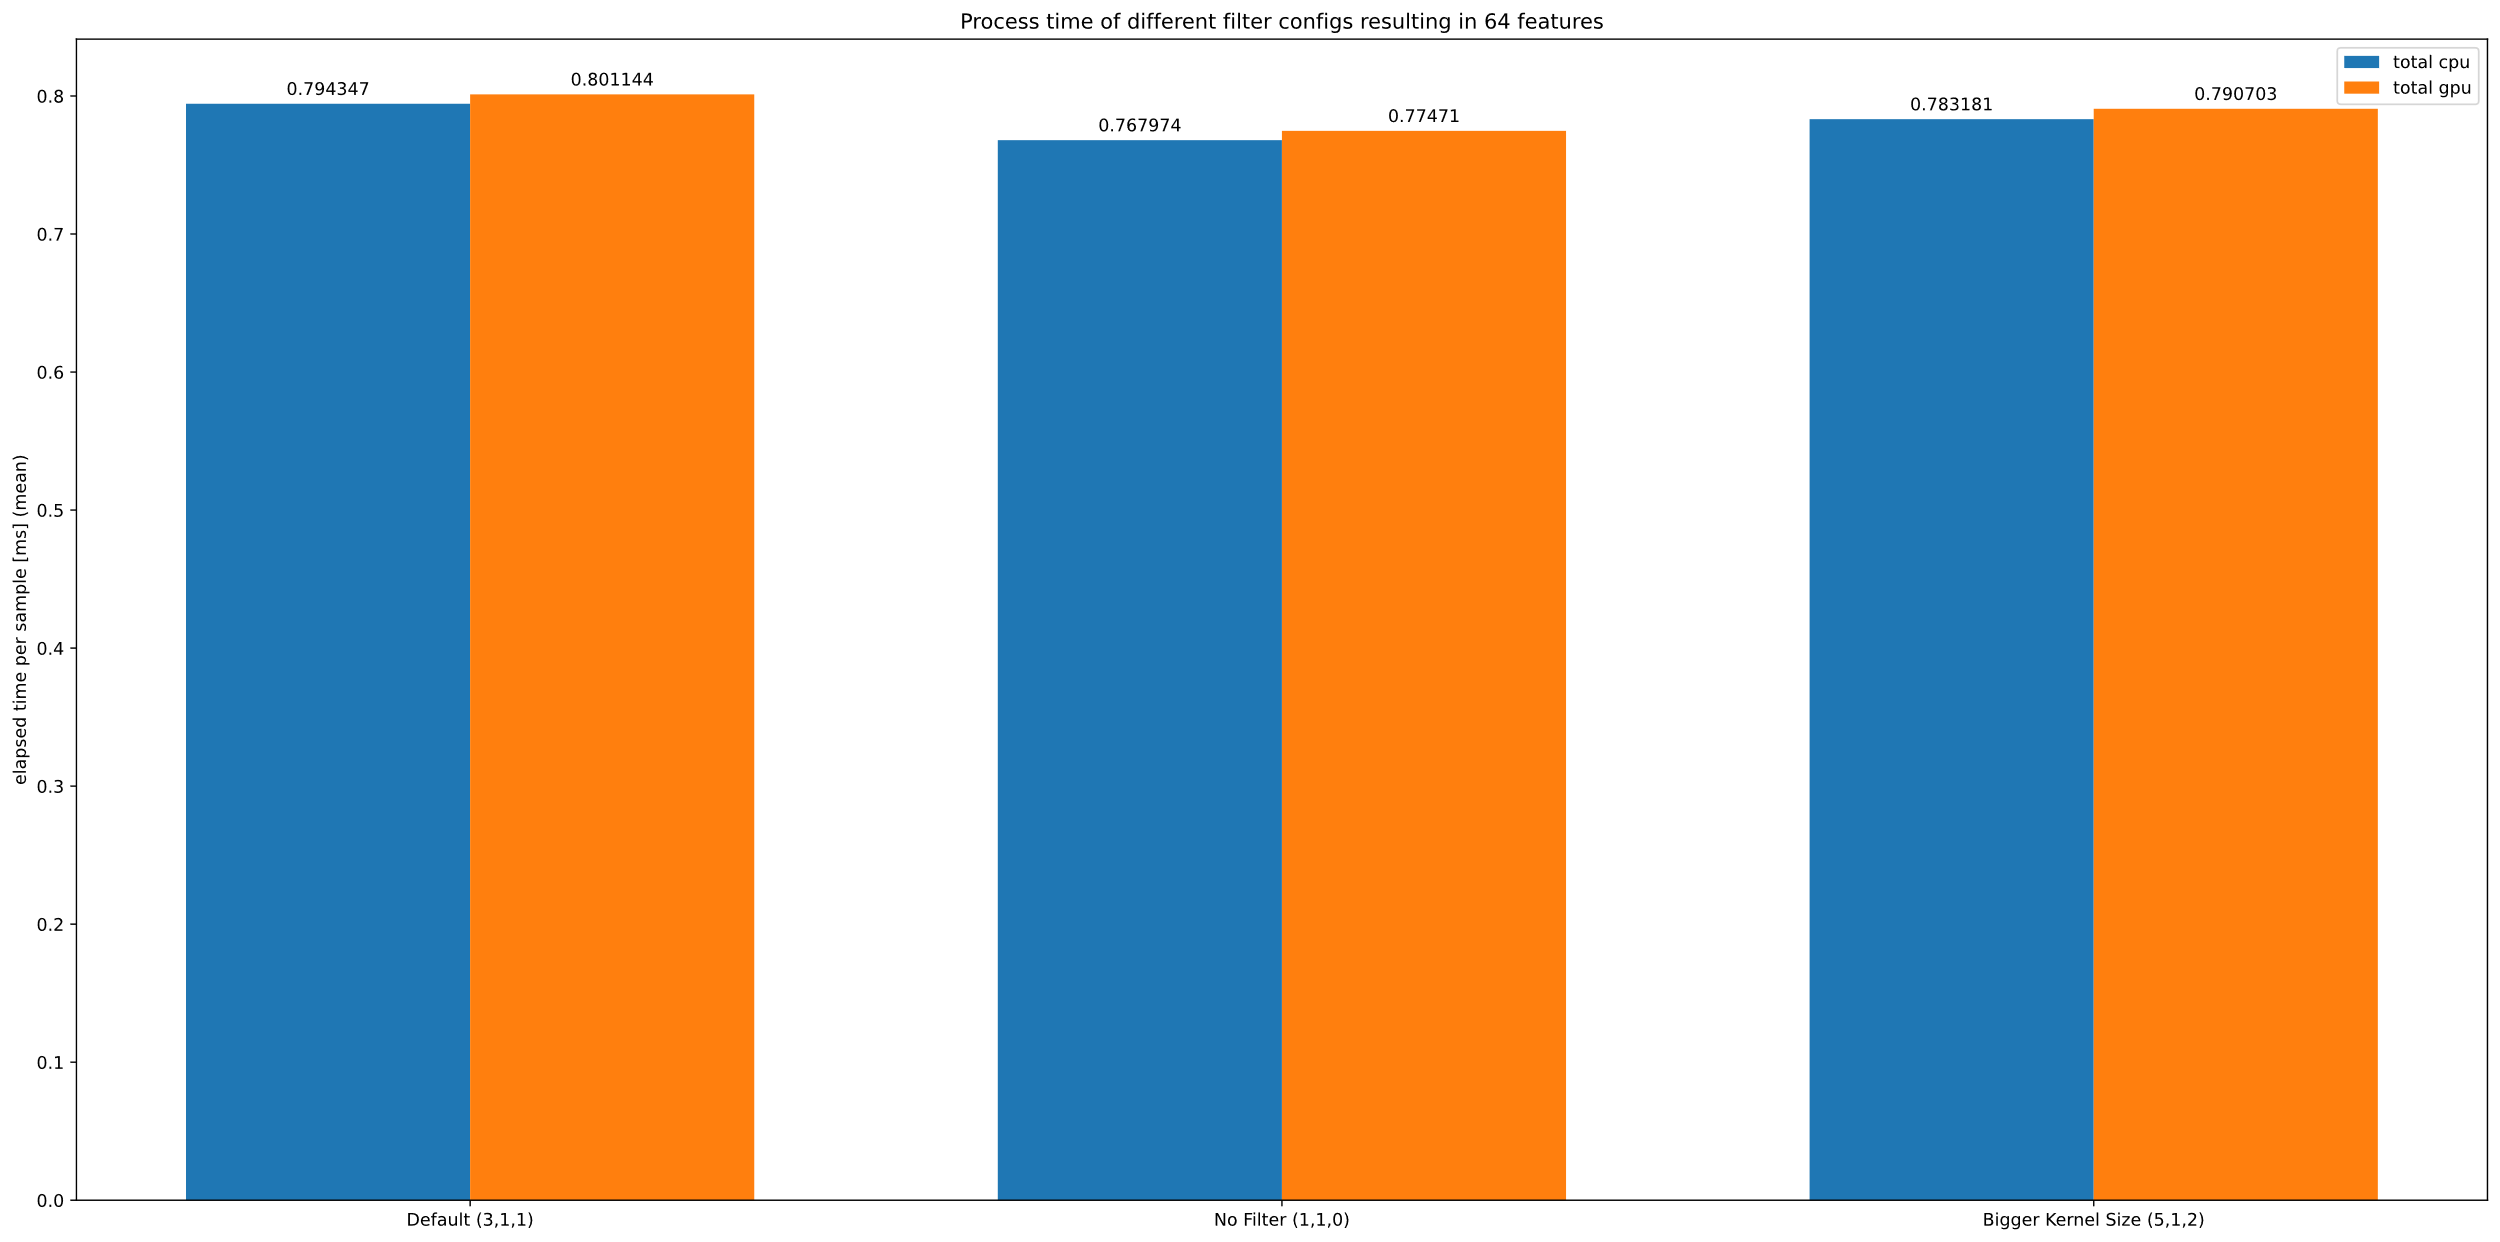 Process time of different filter configs resulting in 64 features
total cpu
total gpu
0.794347
0.801144
0.767974
0.77471
0.783181
0.790703
0.8
0.7
0.6
0.5
0.4
0.3
0.2
0.1
0.0
elapsed time per sample [ms] (mean)
Default (3,1,1)
No Filter (1,1,0)
Bigger Kernel Size (5,1,2)